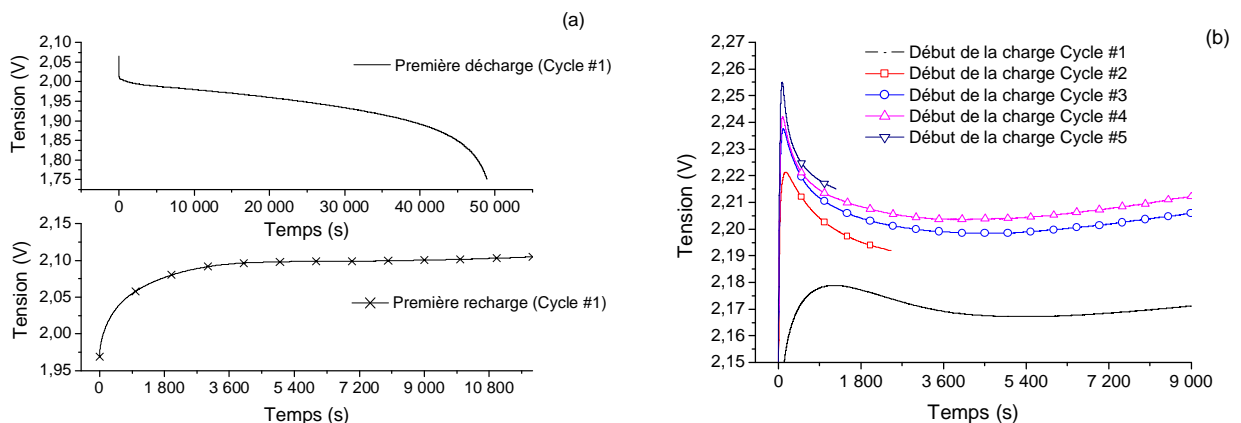 (a)
2,10
2,05
2,00
1,95
1,90
1,85
1,80
1,75
Tension (V)
Première décharge (Cycle #1)
0 10 000 20 000 30 000 40 000 50 000
Temps (s)
2,10
2,05
2,00
1,95
Tension (V)
Première recharge (Cycle #1)
0 1 800 3 600 5 400 7 200 9 000 10 800
Temps (s)
(b)
2,27
2,26
2,25
2,24
2,23
2,22
2,21
2,20
2,19
2,18
2,17
2,16
2,15
Tension (V)
Début de la charge Cycle #1
Début de la charge Cycle #2
Début de la charge Cycle #3
Début de la charge Cycle #4
Début de la charge Cycle #5
0 1 800 3 600 5 400 7 200 9 000
Temps (s)